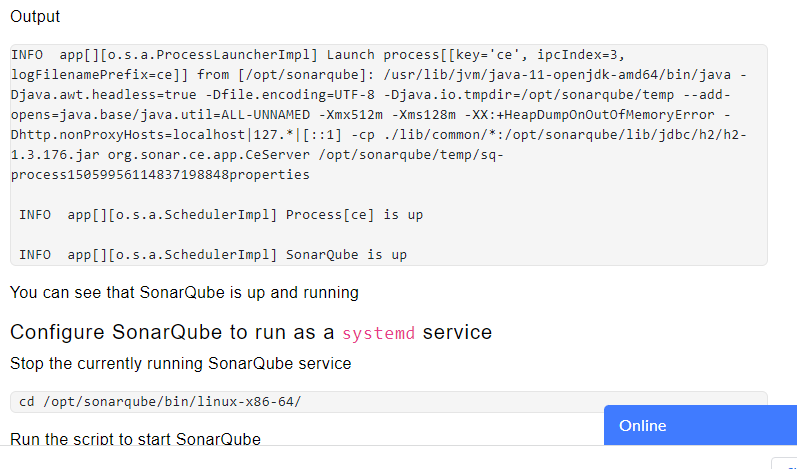 Output
INFO  app[][o.s.a.ProcessLauncherImpl] Launch process[[key='ce', ipcIndex=3,
logFilenamePrefix=ce]] from [/opt/sonarqube]: /usr/lib/jvm/java-11-openjdk-amd64/bin/java -
Djava.awt.headless=true -Dfile.encoding=UTF-8 -Djava.io.tmpdir=/opt/sonarqube/temp --add-
opens=java.base/java.util=ALL-UNNAMED -Xmx512m -Xms128m -XX:+HeapDumpOnOutOfMemoryError -
Dhttp.nonProxyHosts=localhost|127.*|[::1] -cp ./lib/common/*:/opt/sonarqube/lib/jdbc/h2/h2-
1.3.176.jar org.sonar.ce.app.CeServer /opt/sonarqube/temp/sq-
process15059956114837198848properties
INFO  app[][o.s.a.SchedulerImpl] Process[ce] is up
INFO  app[][o.s.a.SchedulerImpl] SonarQube is up
You can see that SonarQube is up and running
Configure SonarQube to run as a systemd service
Stop the currently running SonarQube service
cd /opt/sonarqube/bin/linux-x86-64/
Online
Run the script to start SonarQube